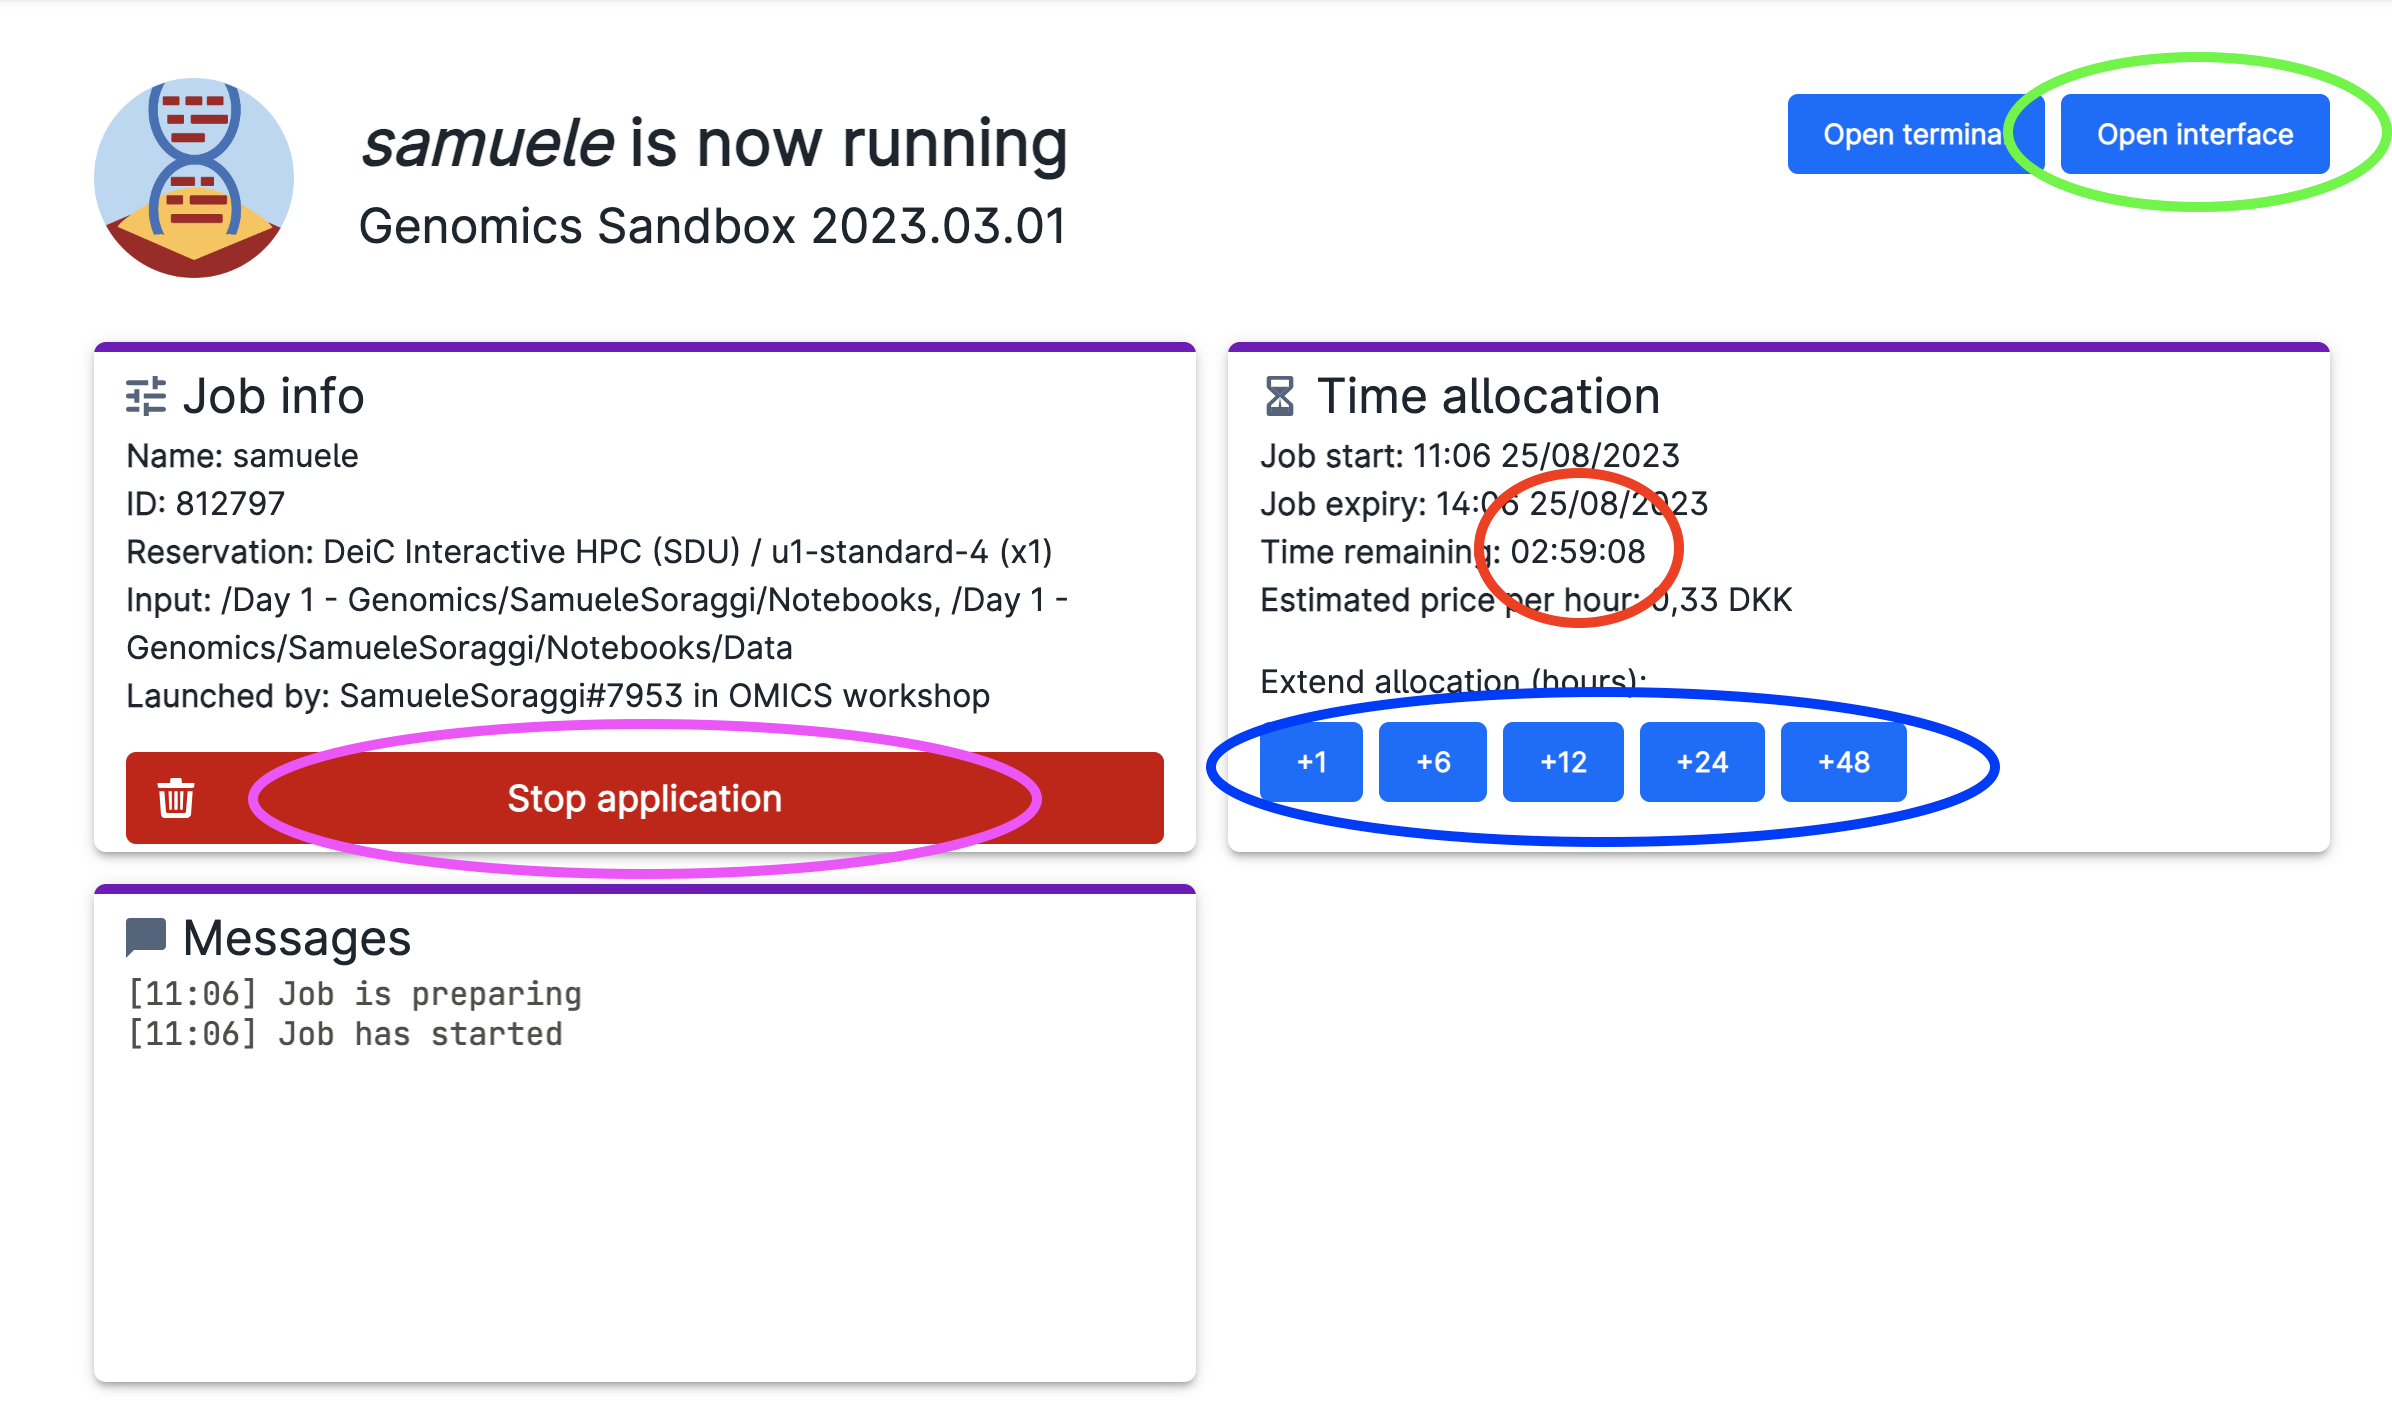 samuele is now running
Genomics Sandbox 2023.03.01
Open terminal
Open interface
Job info
Name: samuele
ID: 812797
Reservation: DeiC Interactive HPC (SDU) / u1-standard-4 (x1)
Input: /Day 1 - Genomics/SamueleSoraggi/Notebooks, /Day 1 -
Genomics/SamueleSoraggi/Notebooks/Data
Launched by: SamueleSoraggi#7953 in OMICS workshop
Stop application
Time allocation
Job start: 11:06 25/08/2023
Job expiry: 14:06 25/08/2023
Time remaining: 02:59:08
Estimated price per hour: 0,33 DKK
Extend allocation (hours):
+1 +6 +12 +24 +48
Messages
[11:06] Job is preparing
[11:06] Job has started